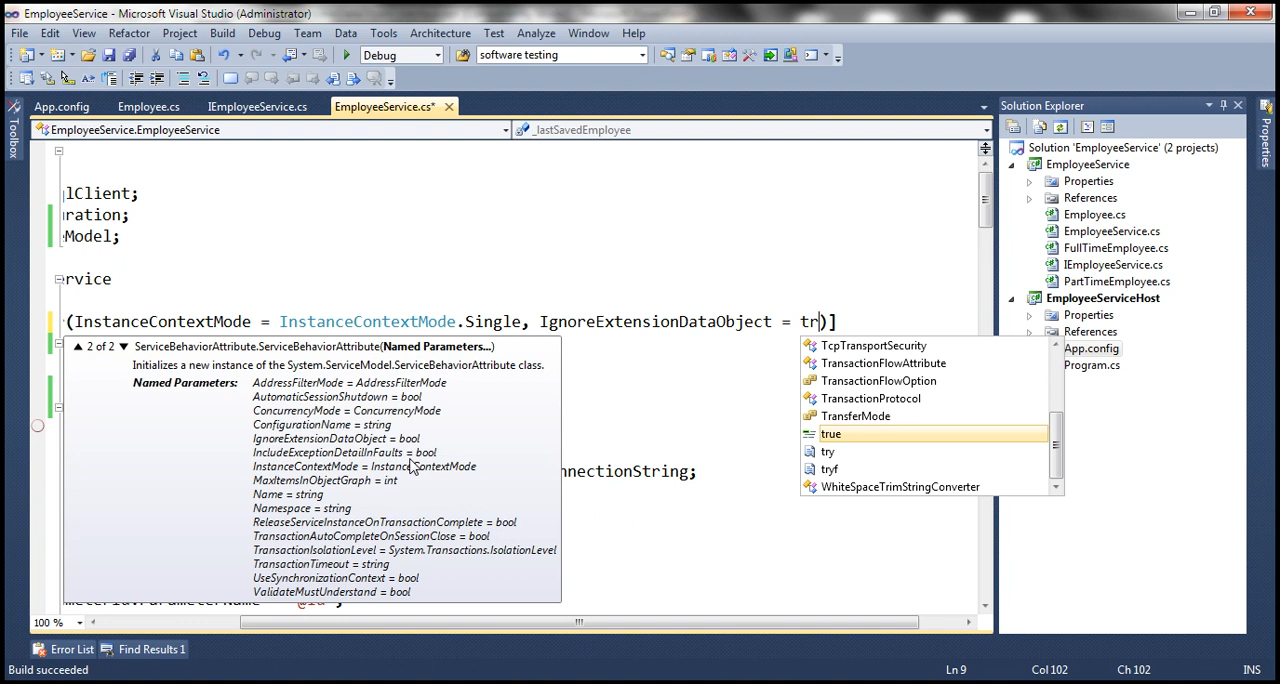 EmployeeService - Microsoft Visual Studio (Administrator)
File Edit View Refactor Project Build Debug Team Data Tools Architecture Test Analyze Window Help
Debug software testing
App.config Employee.cs IEmployeeService.cs EmployeeService.cs*
EmployeeService.EmployeeService _lastSavedEmployee
Toolbox
lClient;
ration;
Model;
rvice
(InstanceContextMode = InstanceContextMode.Single, IgnoreExtensionDataObject = tr)]
2 of 2 ServiceBehaviorAttribute.ServiceBehaviorAttribute(Named Parameters...)
Initializes a new instance of the System.ServiceModel.ServiceBehaviorAttribute class.
Named Parameters: AddressFilterMode = AddressFilterMode
AutomaticSessionShutdown = bool
ConcurrencyMode = ConcurrencyMode
ConfigurationName = string
IgnoreExtensionDataObject = bool
IncludeExceptionDetailInFaults = bool
InstanceContextMode = InstanceContextMode
MaxItemsInObjectGraph = int
Name = string
Namespace = string
ReleaseServiceInstanceOnTransactionComplete = bool
TransactionAutoCompleteOnSessionClose = bool
TransactionIsolationLevel = System.Transactions.IsolationLevel
TransactionTimeout = string
UseSynchronizationContext = bool
ValidateMustUnderstand = bool
nnectionString;
TcpTransportSecurity
TransactionFlowAttribute
TransactionFlowOption
TransactionProtocol
TransferMode
true
try
tryf
WhiteSpaceTrimStringConverter
100 %
Solution Explorer
Solution 'EmployeeService' (2 projects)
EmployeeService
Properties
References
Employee.cs
EmployeeService.cs
FullTimeEmployee.cs
IEmployeeService.cs
PartTimeEmployee.cs
EmployeeServiceHost
Properties
References
App.config
Program.cs
Properties
Error List Find Results 1
Build succeeded Ln 9 Col 102 Ch 102 INS